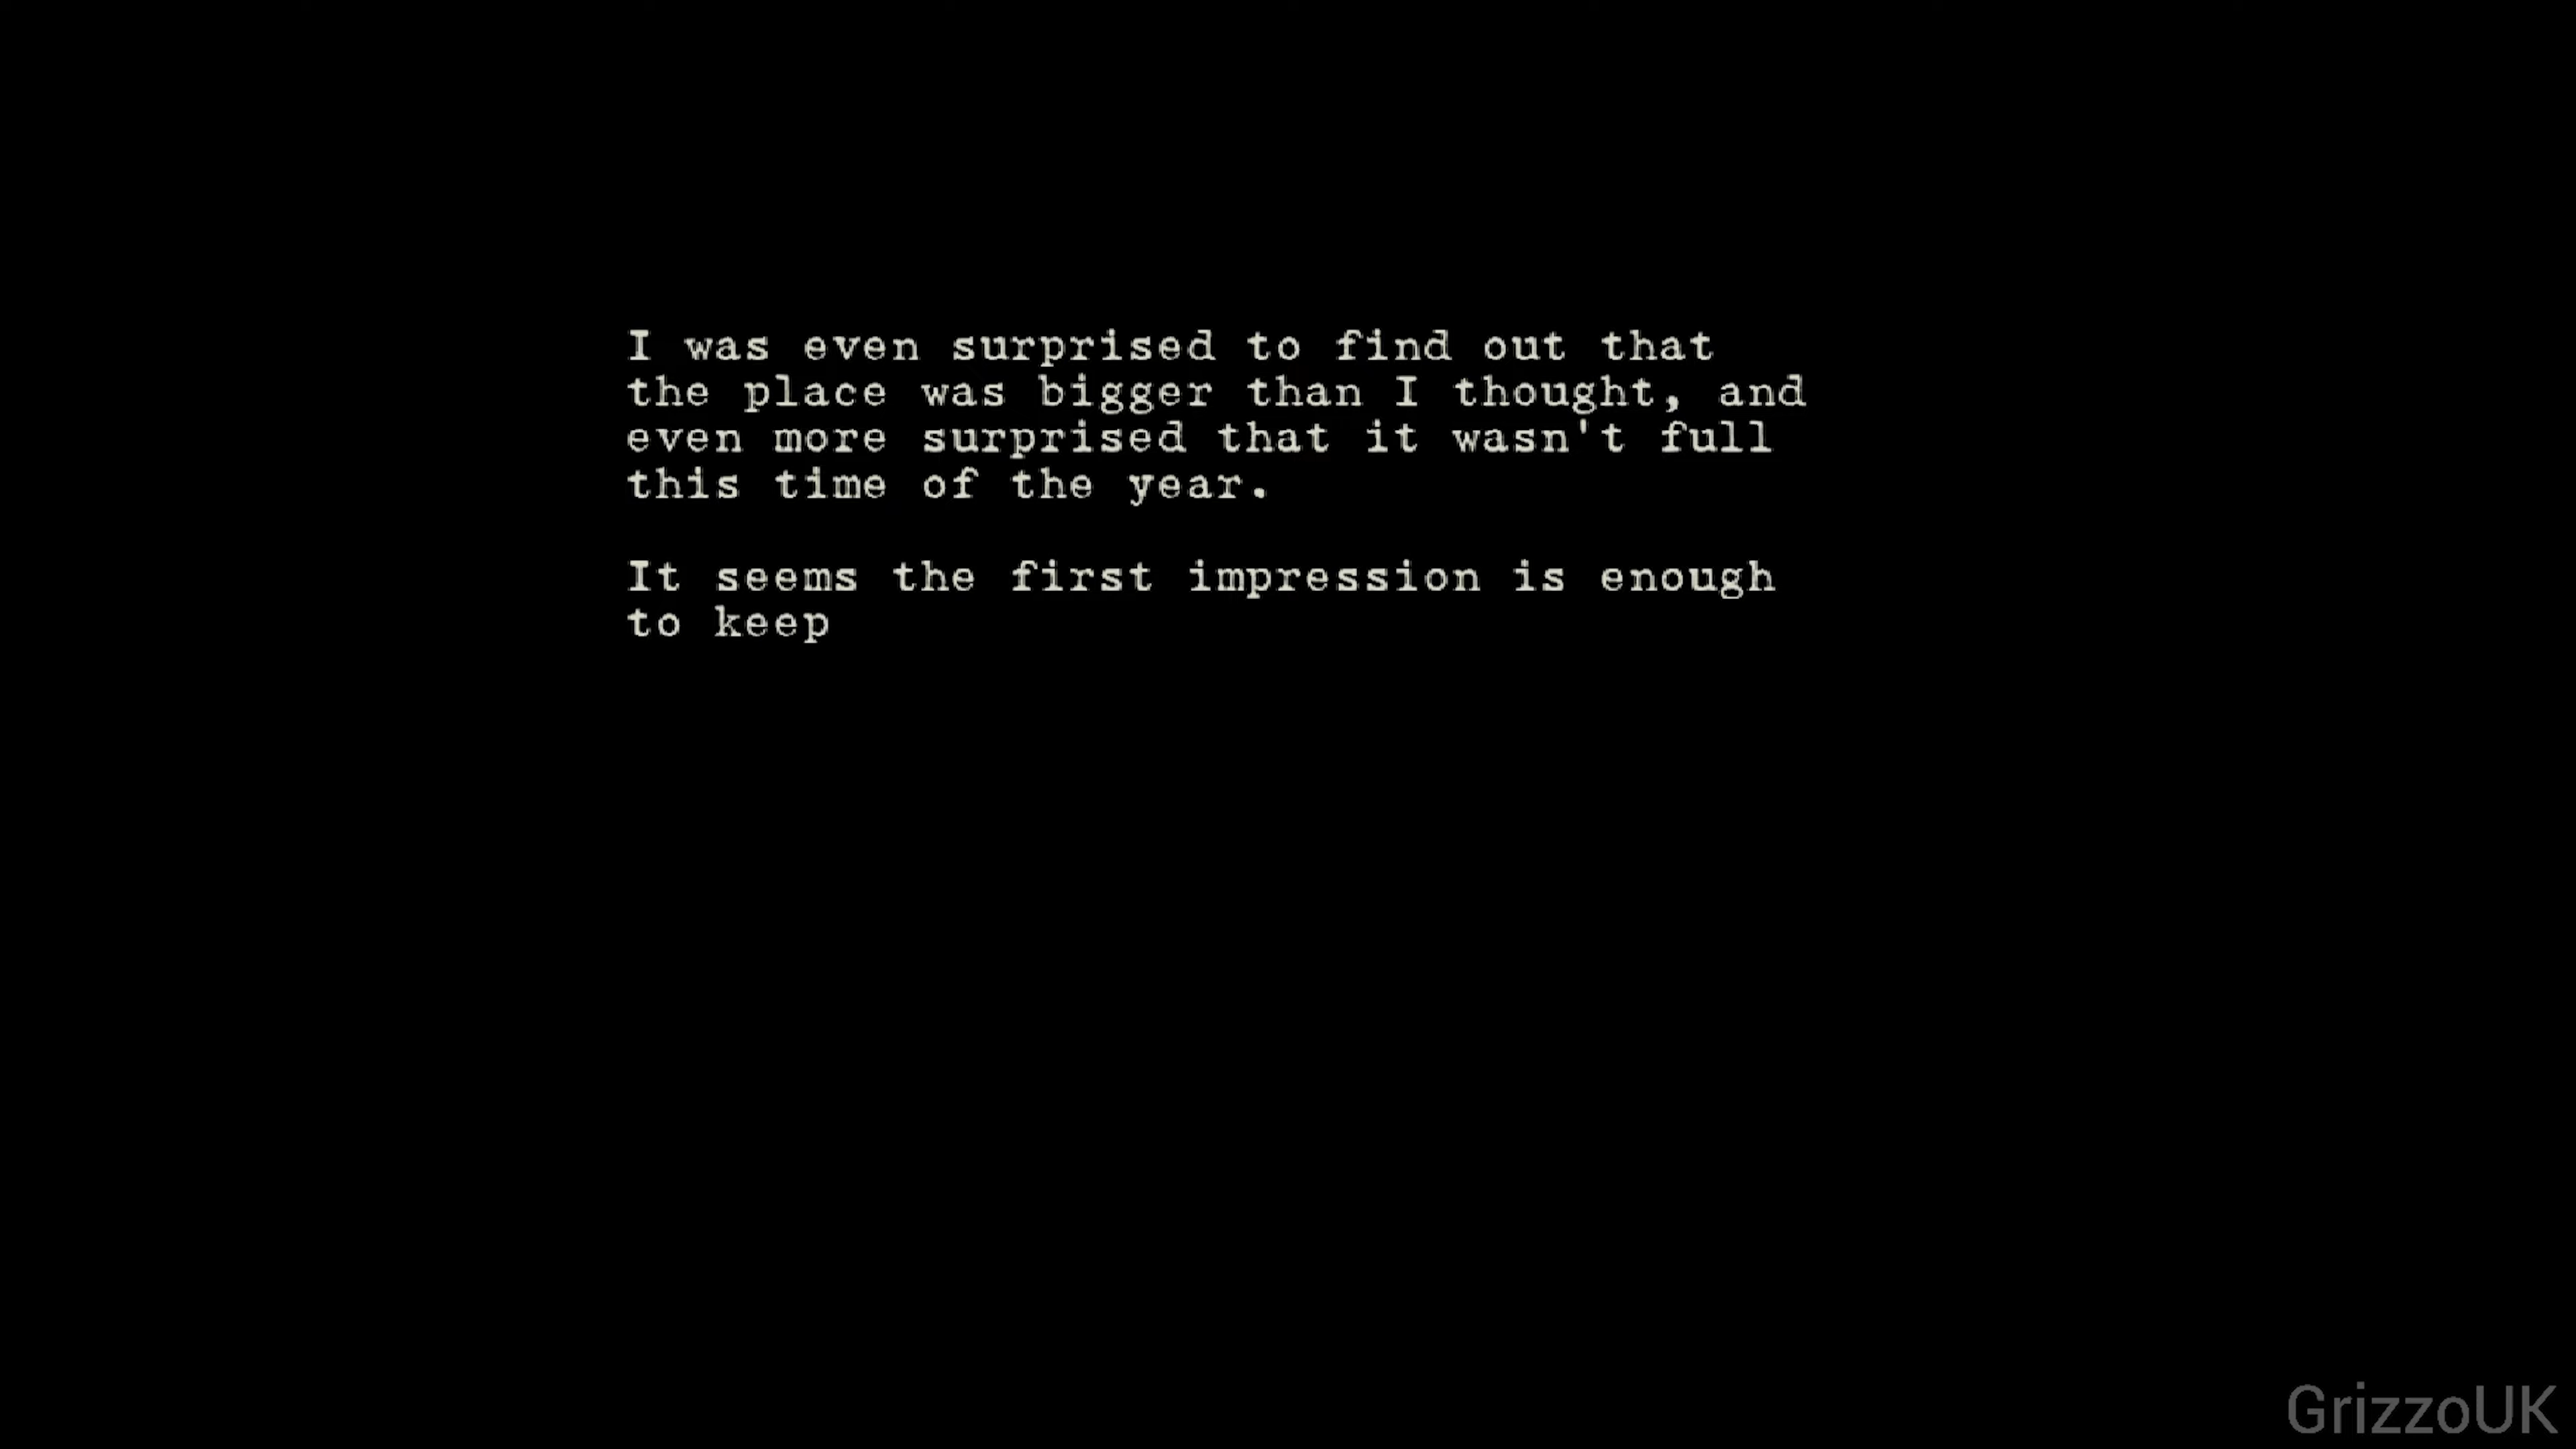 I was even surprised to find out that
the place was bigger than I thought, and
even more surprised that it wasn't full
this time of the year.
It seems the first impression is enough
to keep
GrizzoUK